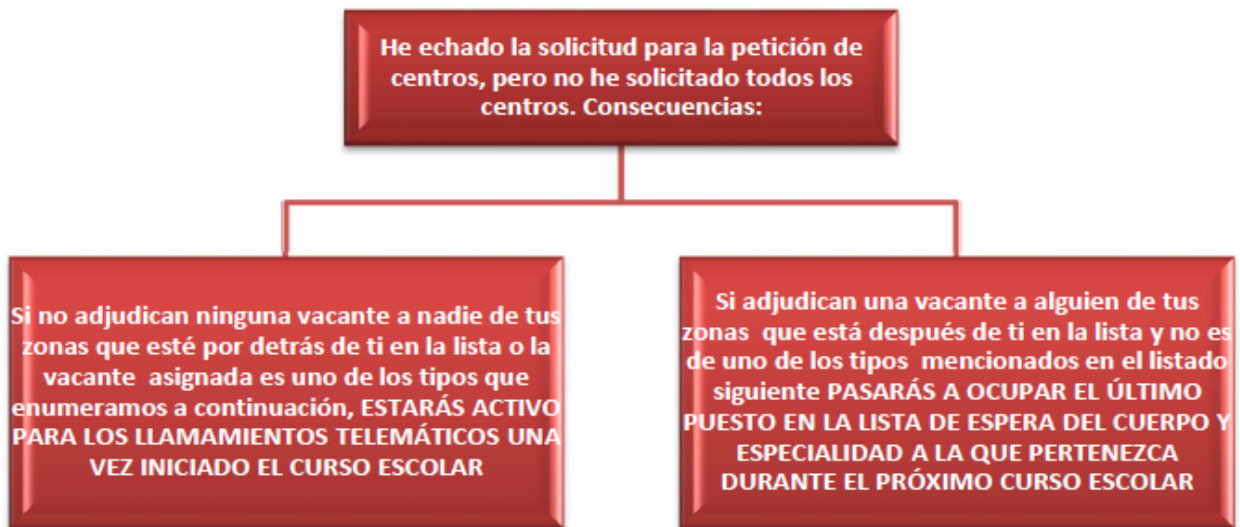 He echado la solicitud para la petición de
centros, pero no he solicitado todos los
centros. Consecuencias:
Si no adjudican ninguna vacante a nadie de tus
zonas que esté por detrás de ti en la lista o la
vacante asignada es uno de los tipos que
enumeramos a continuación, ESTARÁS ACTIVO
PARA LOS LLAMAMIENTOS TELEMÁTICOS UNA
VEZ INICIADO EL CURSO ESCOLAR
Si adjudican una vacante a alguien de tus
zonas que está después de ti en la lista y no es
de uno de los tipos mencionados en el listado
siguiente PASARÁS A OCUPAR EL ÚLTIMO
PUESTO EN LA LISTA DE ESPERA DEL CUERPO Y
ESPECIALIDAD A LA QUE PERTENEZCA
DURANTE EL PRÓXIMO CURSO ESCOLAR